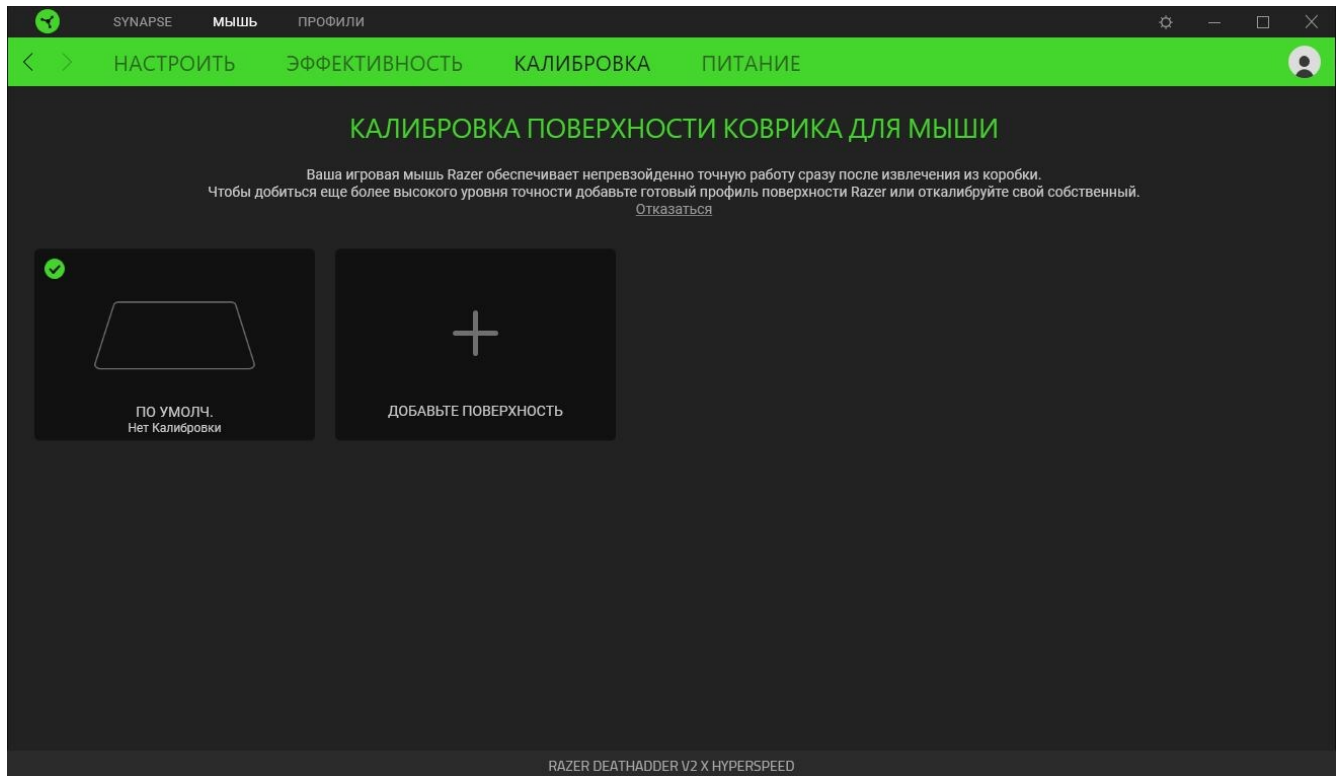 SYNAPSE МЫШЬ ПРОФИЛИ
НАСТРОИТЬ ЭФФЕКТИВНОСТЬ КАЛИБРОВКА ПИТАНИЕ
КАЛИБРОВКА ПОВЕРХНОСТИ КОВРИКА ДЛЯ МЫШИ
Ваша игровая мышь Razer обеспечивает непревзойденно точную работу сразу после извлечения из коробки.
Чтобы добиться еще более высокого уровня точности добавьте готовый профиль поверхности Razer или откалибруйте свой собственный.
Отказаться
ПО УМОЛЧ.
Нет Калибровки
ДОБАВЬТЕ ПОВЕРХНОСТЬ
RAZER DEATHADDER V2 X HYPERSPEED